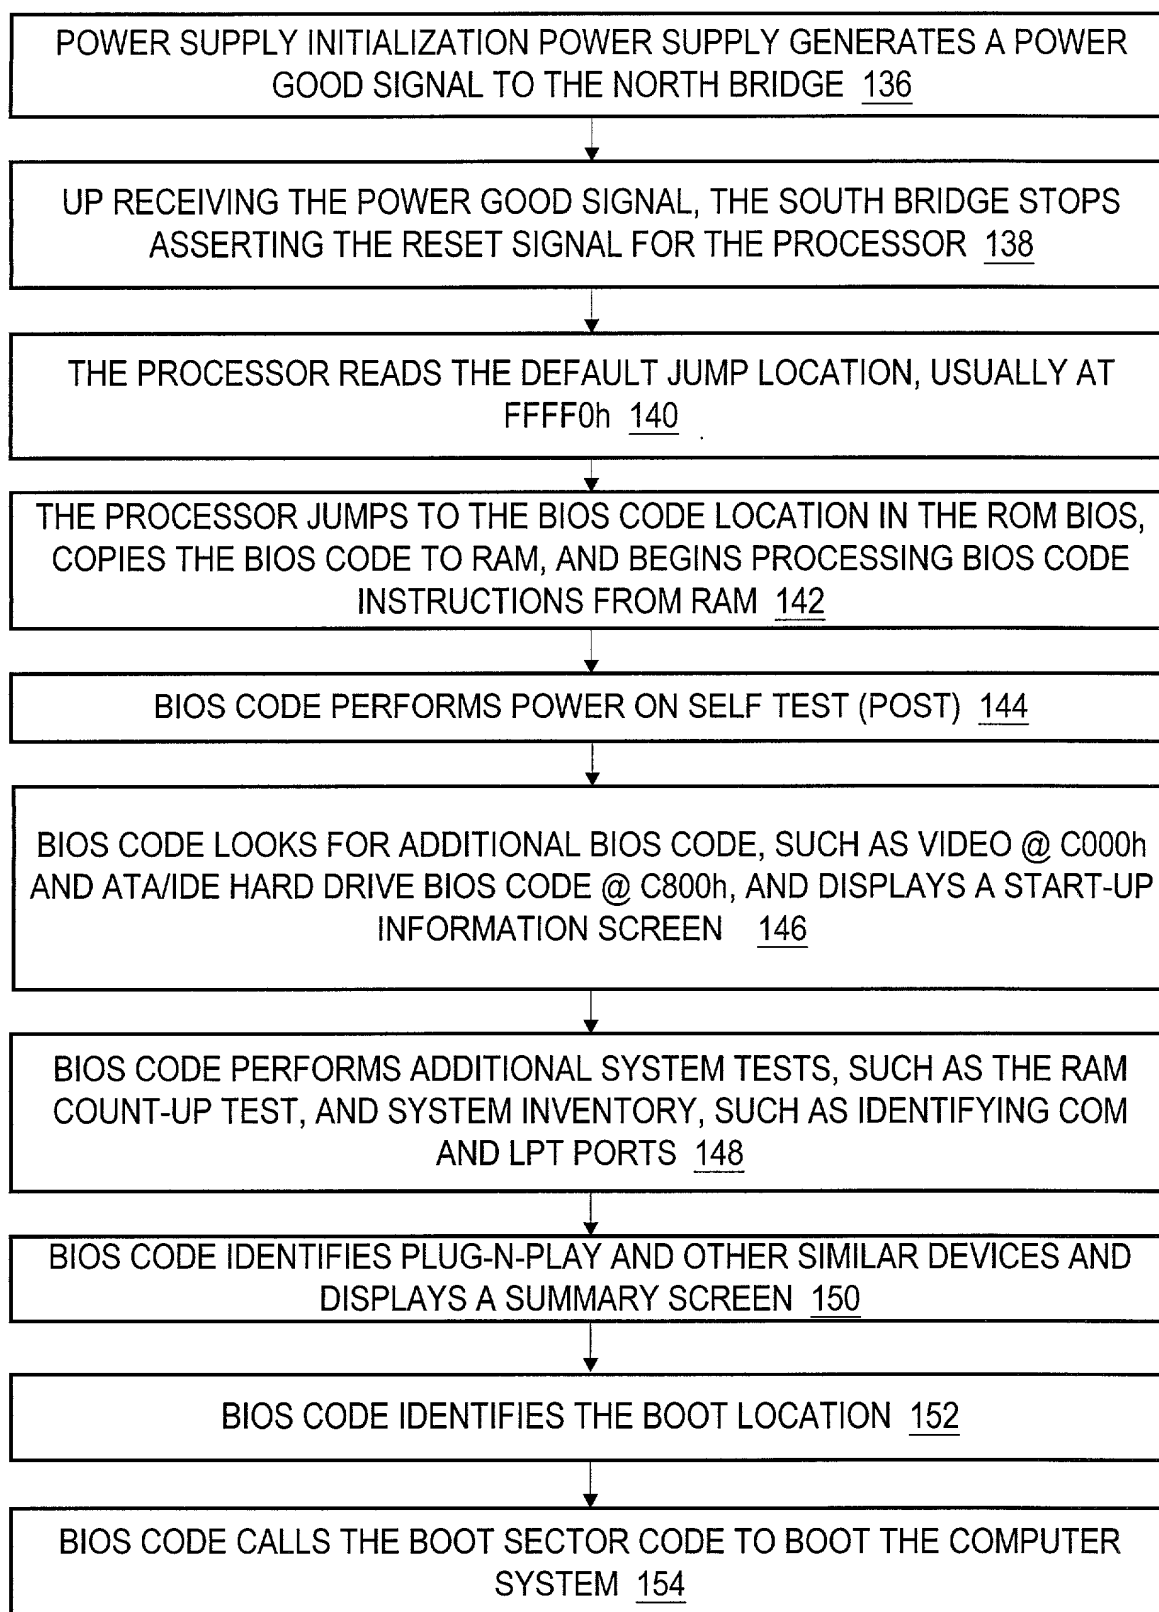 POWER SUPPLY INITIALIZATION POWER SUPPLY GENERATES A POWER
GOOD SIGNAL TO THE NORTH BRIDGE 136
UP RECEIVING THE POWER GOOD SIGNAL, THE SOUTH BRIDGE STOPS
ASSERTING THE RESET SIGNAL FOR THE PROCESSOR 138
THE PROCESSOR READS THE DEFAULT JUMP LOCATION, USUALLY AT
FFFF0h 140
THE PROCESSOR JUMPS TO THE BIOS CODE LOCATION IN THE ROM BIOS,
COPIES THE BIOS CODE TO RAM, AND BEGINS PROCESSING BIOS CODE
INSTRUCTIONS FROM RAM 142
BIOS CODE PERFORMS POWER ON SELF TEST (POST) 144
BIOS CODE LOOKS FOR ADDITIONAL BIOS CODE, SUCH AS VIDEO @ C000h
AND ATA/IDE HARD DRIVE BIOS CODE @ C800h, AND DISPLAYS A START-UP
INFORMATION SCREEN 146
BIOS CODE PERFORMS ADDITIONAL SYSTEM TESTS, SUCH AS THE RAM
COUNT-UP TEST, AND SYSTEM INVENTORY, SUCH AS IDENTIFYING COM
AND LPT PORTS 148
BIOS CODE IDENTIFIES PLUG-N-PLAY AND OTHER SIMILAR DEVICES AND
DISPLAYS A SUMMARY SCREEN 150
BIOS CODE IDENTIFIES THE BOOT LOCATION 152
BIOS CODE CALLS THE BOOT SECTOR CODE TO BOOT THE COMPUTER
SYSTEM 154